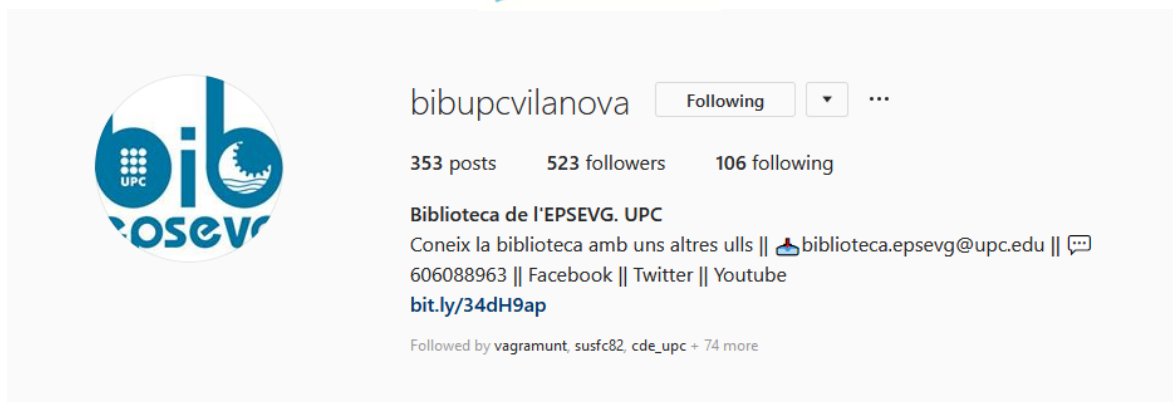 bib
UPC
epsevg
bibupcvilanova Following ▼ ...
353 posts 523 followers 106 following
Biblioteca de l'EPSEVG. UPC
Coneix la biblioteca amb uns altres ulls || 📥biblioteca.epsevg@upc.edu || 💬
606088963 || Facebook || Twitter || Youtube
bit.ly/34dH9ap
Followed by vagramunt, susfc82, cde_upc + 74 more